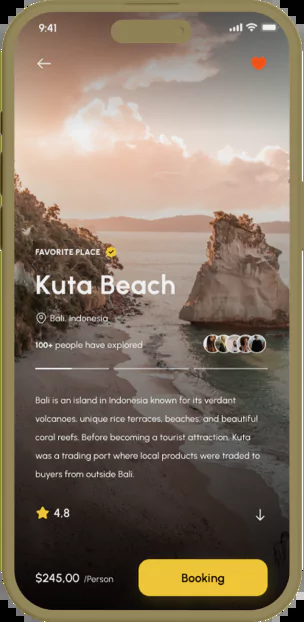 9:41
FAVORITE PLACE
Kuta Beach
Bali, Indonesia
100+ people have explored
Bali is an island in Indonesia known for its verdant
volcanoes, unique rice terraces, beaches, and beautiful
coral reefs. Before becoming a tourist attraction, Kuta
was a trading port where local products were traded to
buyers from outside Bali.
4,8
$245,00 /Person
Booking